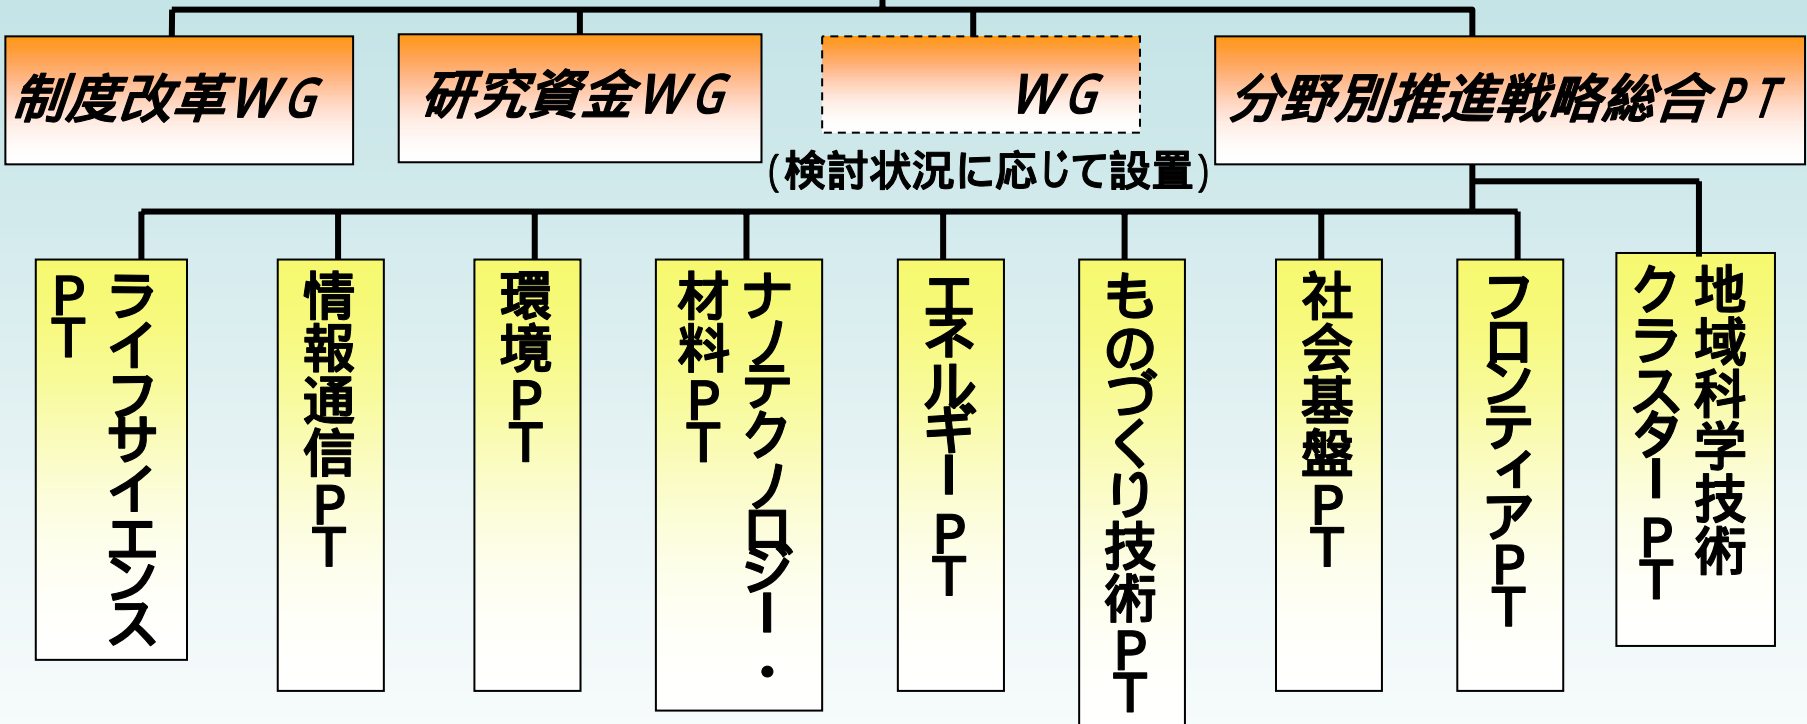 制度改革WG
研究資金WG
WG
(検討状況に応じて設置)
分野別推進戦略総合PT
ライフサイエンス
PT
情報通信PT
環境PT
ナノテクノロジー・
材料PT
エネルギーPT
ものづくり技術PT
社会基盤PT
フロンティアPT
地域科学技術
クラスターPT